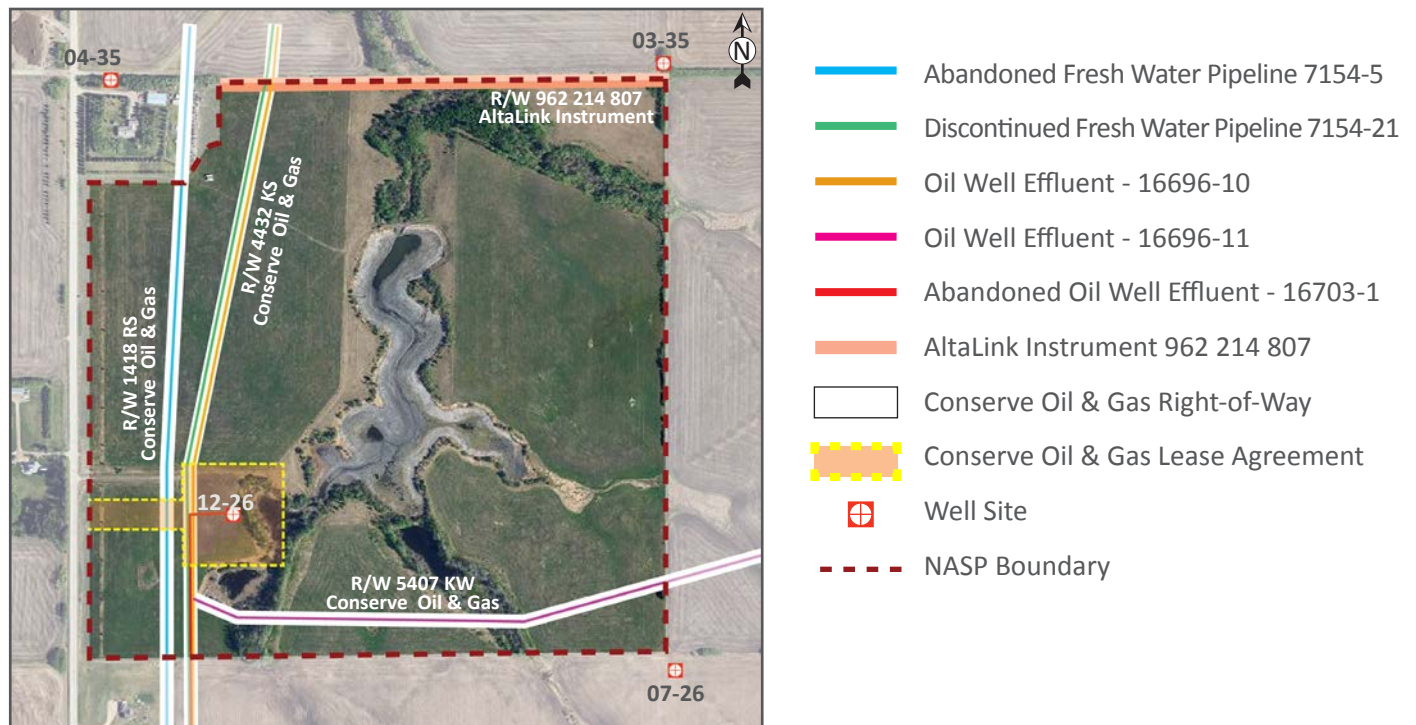 04-35
03-35
N
R/W 962 214 807
AltaLink Instrument
R/W 4432 KS
Conserve Oil & Gas
R/W 1418 RS
Conserve Oil & Gas
12-26
R/W 5407 KW
Conserve Oil & Gas
07-26
Abandoned Fresh Water Pipeline 7154-5
Discontinued Fresh Water Pipeline 7154-21
Oil Well Effluent - 16696-10
Oil Well Effluent - 16696-11
Abandoned Oil Well Effluent - 16703-1
AltaLink Instrument 962 214 807
Conserve Oil & Gas Right-of-Way
Conserve Oil & Gas Lease Agreement
Well Site
NASP Boundary